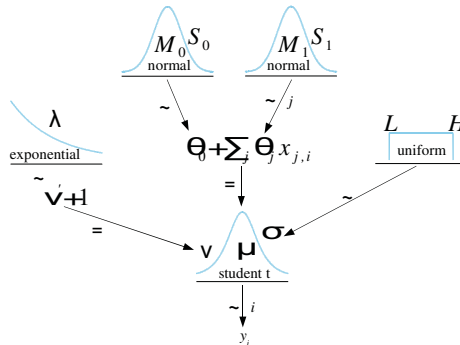 M0 S0
normal
M1 S1
normal
~
~ j
λ
exponential
~
Θ0+∑j Θj xj,i
L H
uniform
~
ν′+1
=
=
ν μ σ
student t
~ i
yi